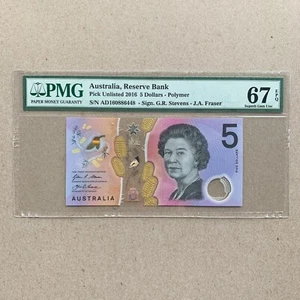 PMG
PAPER MONEY GUARANTY
Australia, Reserve Bank
Pick Unlisted 2016 5 Dollars - Polymer
S/N AD160886448 - Sign. G.R. Stevens - J.A. Fraser
67 EPQ
Superb Gem Unc
5
AUSTRALIA